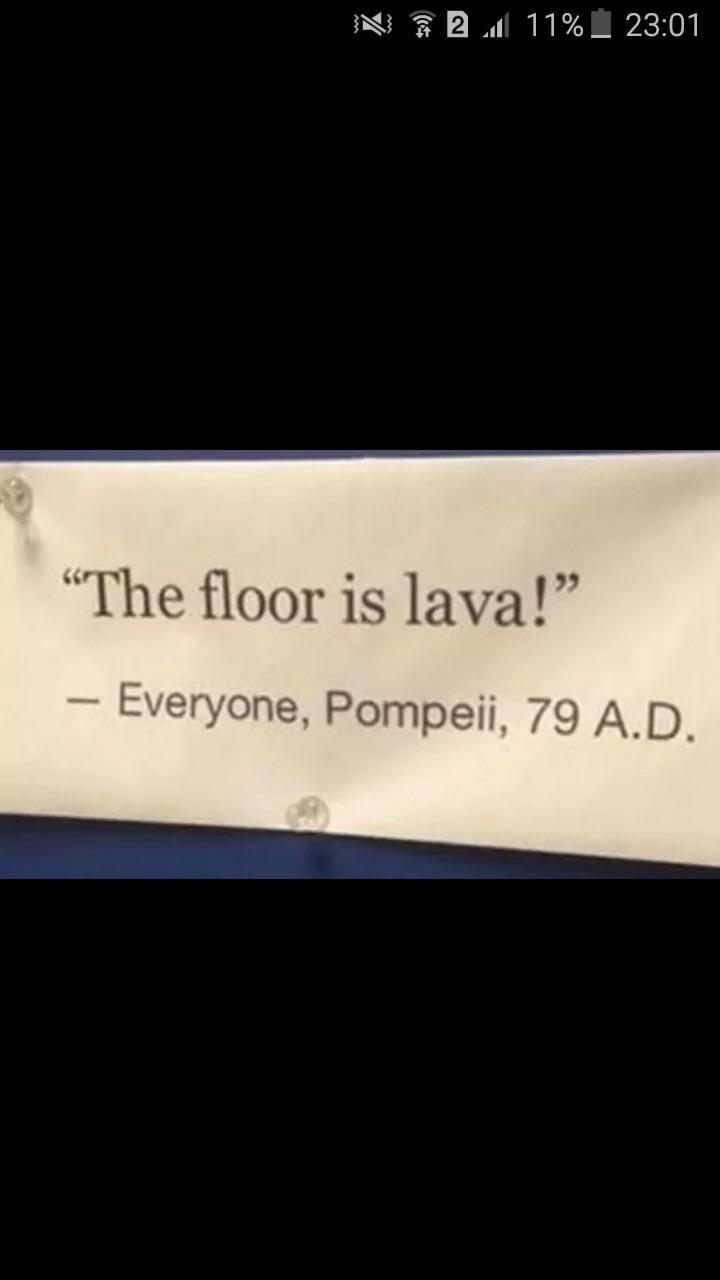 2 11% 23:01
“The floor is lava!”
— Everyone, Pompeii, 79 A.D.